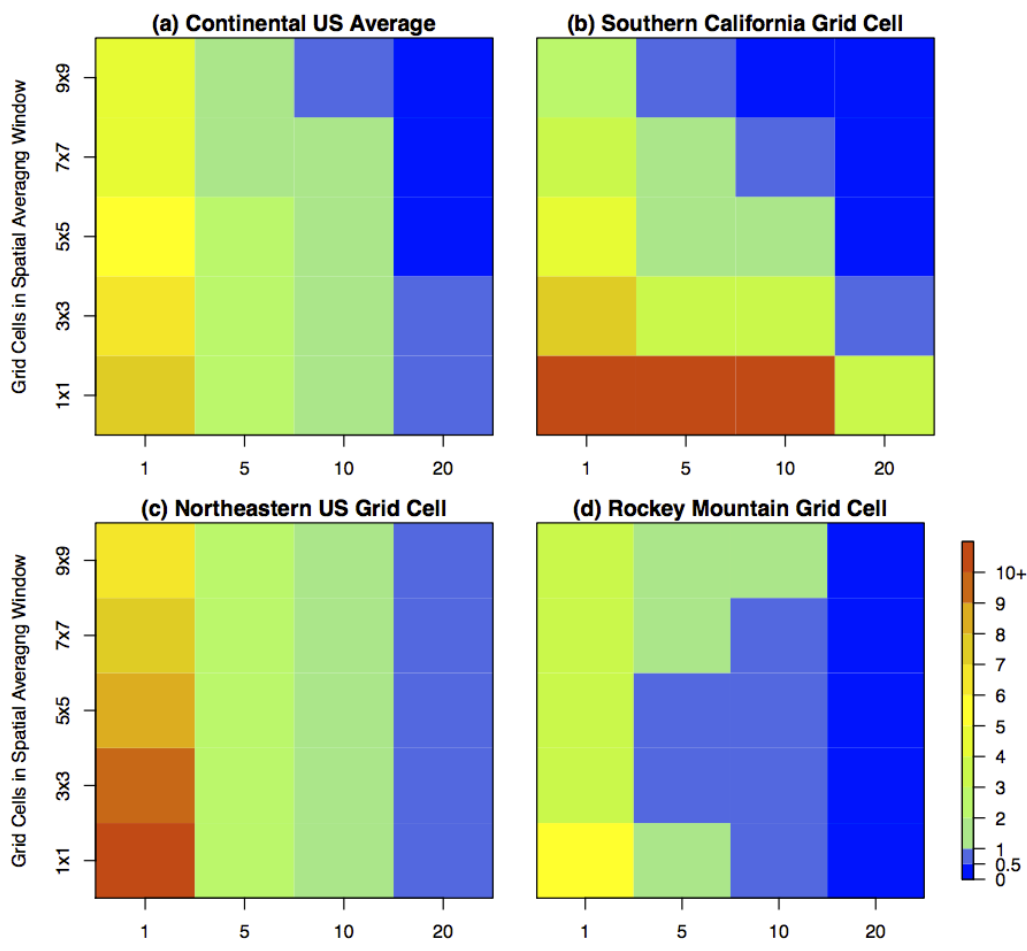 (a) Continental US Average
(b) Southern California Grid Cell
Grid Cells in Spatial Averagng Window
9x9
7x7
5x5
3x3
1x1
1 5 10 20
1 5 10 20
(c) Northeastern US Grid Cell
(d) Rockey Mountain Grid Cell
Grid Cells in Spatial Averagng Window
9x9
7x7
5x5
3x3
1x1
1 5 10 20
1 5 10 20
10+
9
8
7
6
5
4
3
2
1
0.5
0